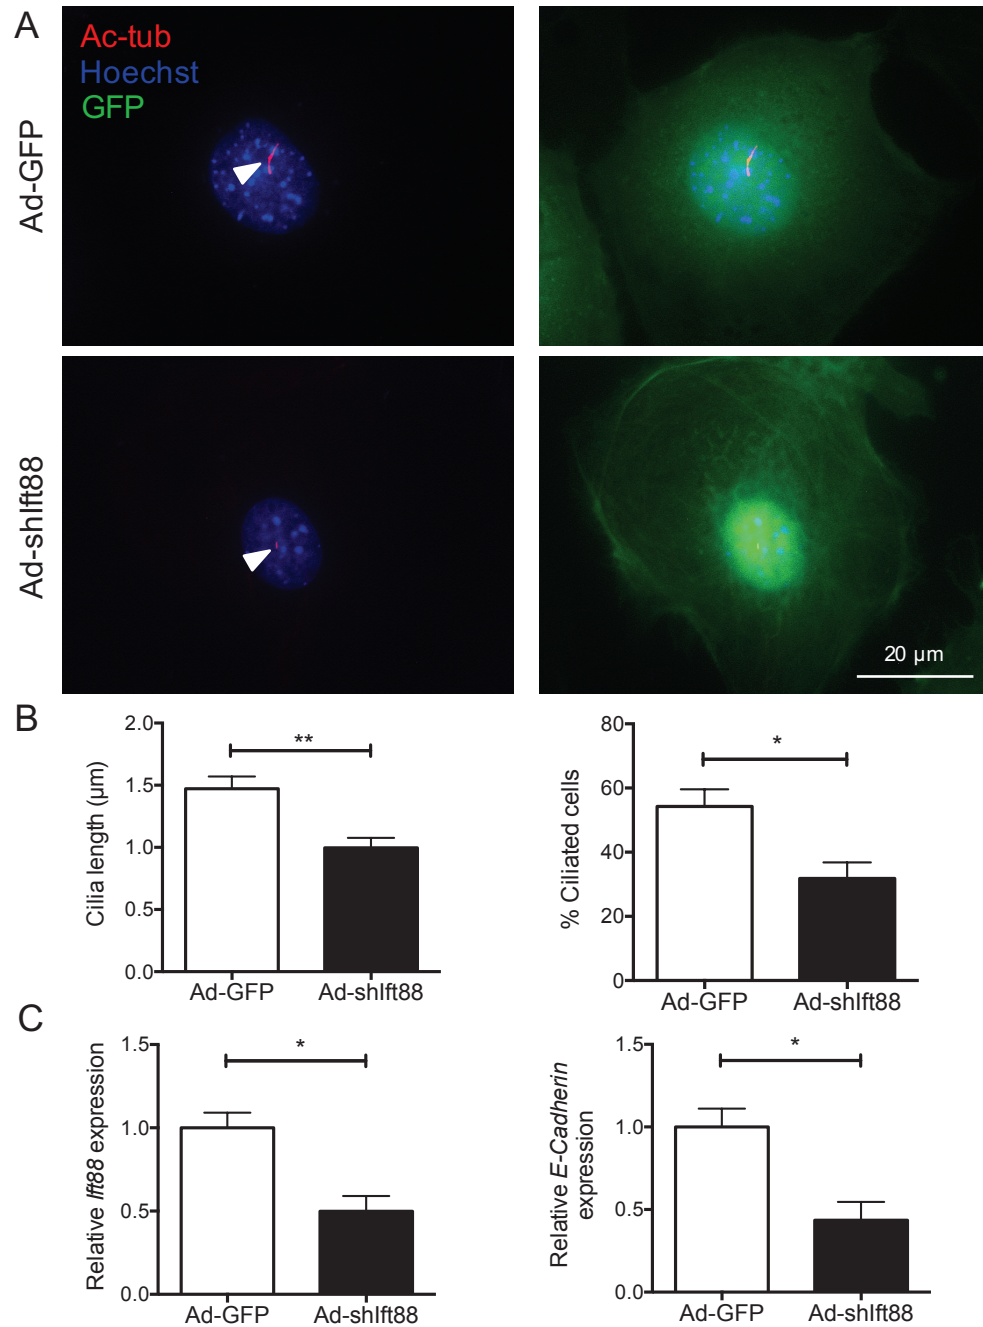 A
Ac-tub
Hoechst
GFP
Ad-GFP
Ad-shIft88
20 µm
B
Cilia length (µm)
2.0
1.5
1.0
0.5
0.0
**
Ad-GFP
Ad-shIft88
% Ciliated cells
80
60
40
20
0
*
Ad-GFP
Ad-shIft88
C
Relative Ift88 expression
1.5
1.0
0.5
0.0
*
Ad-GFP
Ad-shIft88
Relative E-Cadherin
expression
1.5
1.0
0.5
0.0
*
Ad-GFP
Ad-shIft88